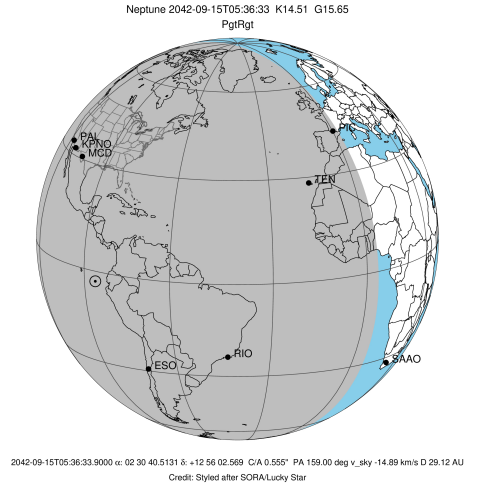 Neptune 2042-09-15T05:36:33 K14.51 G15.65
PgtRgt
PAL
KPNO
MCD
PIC
TEN
ESO
RIO
SAAO
2042-09-15T05:36:33.9000 α: 02 30 40.5131 δ: +12 56 02.569 C/A 0.555" PA 159.00 deg v_sky -14.89 km/s D 29.12 AU
Credit: Styled after SORA/Lucky Star